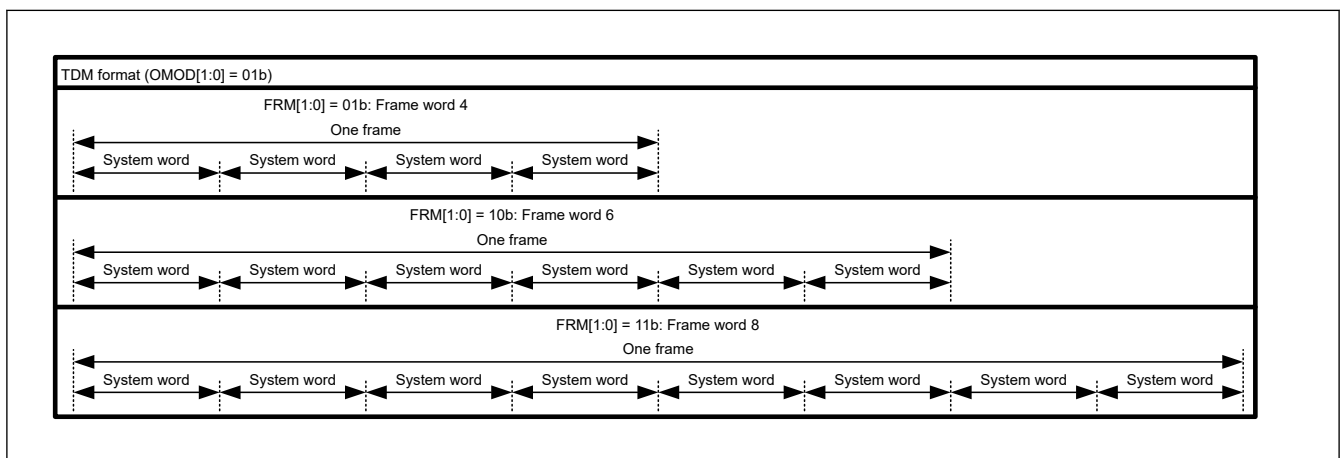 TDM format (OMOD[1:0] = 01b)
FRM[1:0] = 01b: Frame word 4
One frame
System word System word System word System word
FRM[1:0] = 10b: Frame word 6
One frame
System word System word System word System word System word System word
FRM[1:0] = 11b: Frame word 8
One frame
System word System word System word System word System word System word System word System word